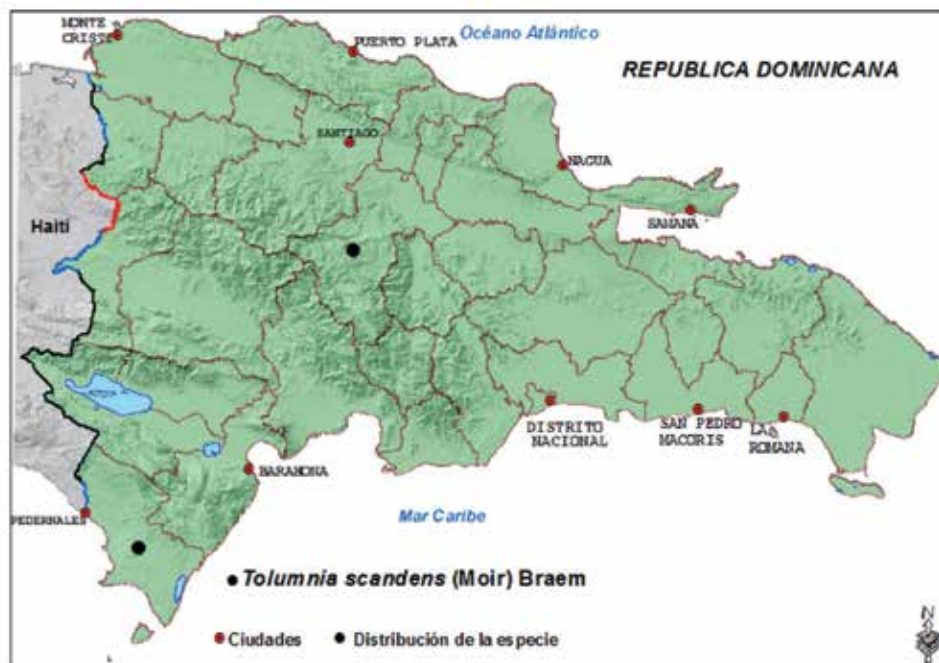 MONTE
CRISTI
PUERTO PLATA
Océano Atlántico
REPUBLICA DOMINICANA
SANTIAGO
NAGUA
SAMANA
Haití
DISTRITO
NACIONAL
SAN PEDRO
MACORIS
LA
ROMANA
BARAHONA
PEDERNALES
Mar Caribe
Tolumnia scandens (Moir) Braem
Ciudades
Distribución de la especie
N